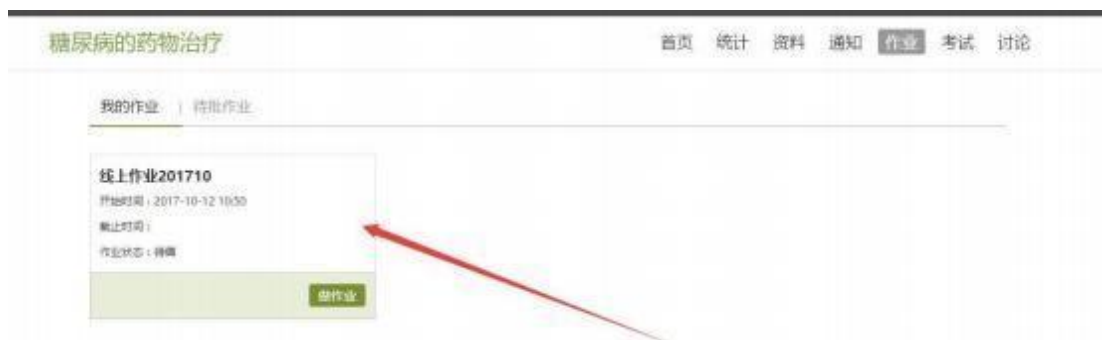 糖尿病的药物治疗
首页 统计 资料 通知 作业 考试 讨论
我的作业 | 待批作业
线上作业201710
开始时间：2017-10-12 10:50
截止时间：
作业状态：待做
做作业